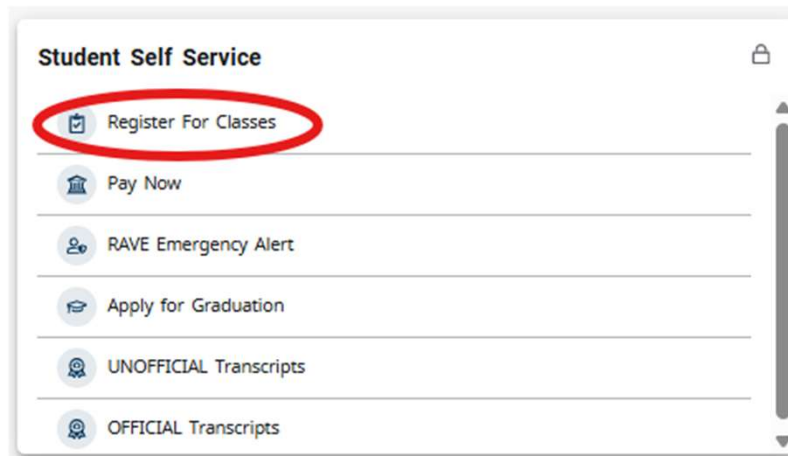 Student Self Service
Register For Classes
Pay Now
RAVE Emergency Alert
Apply for Graduation
UNOFFICIAL Transcripts
OFFICIAL Transcripts